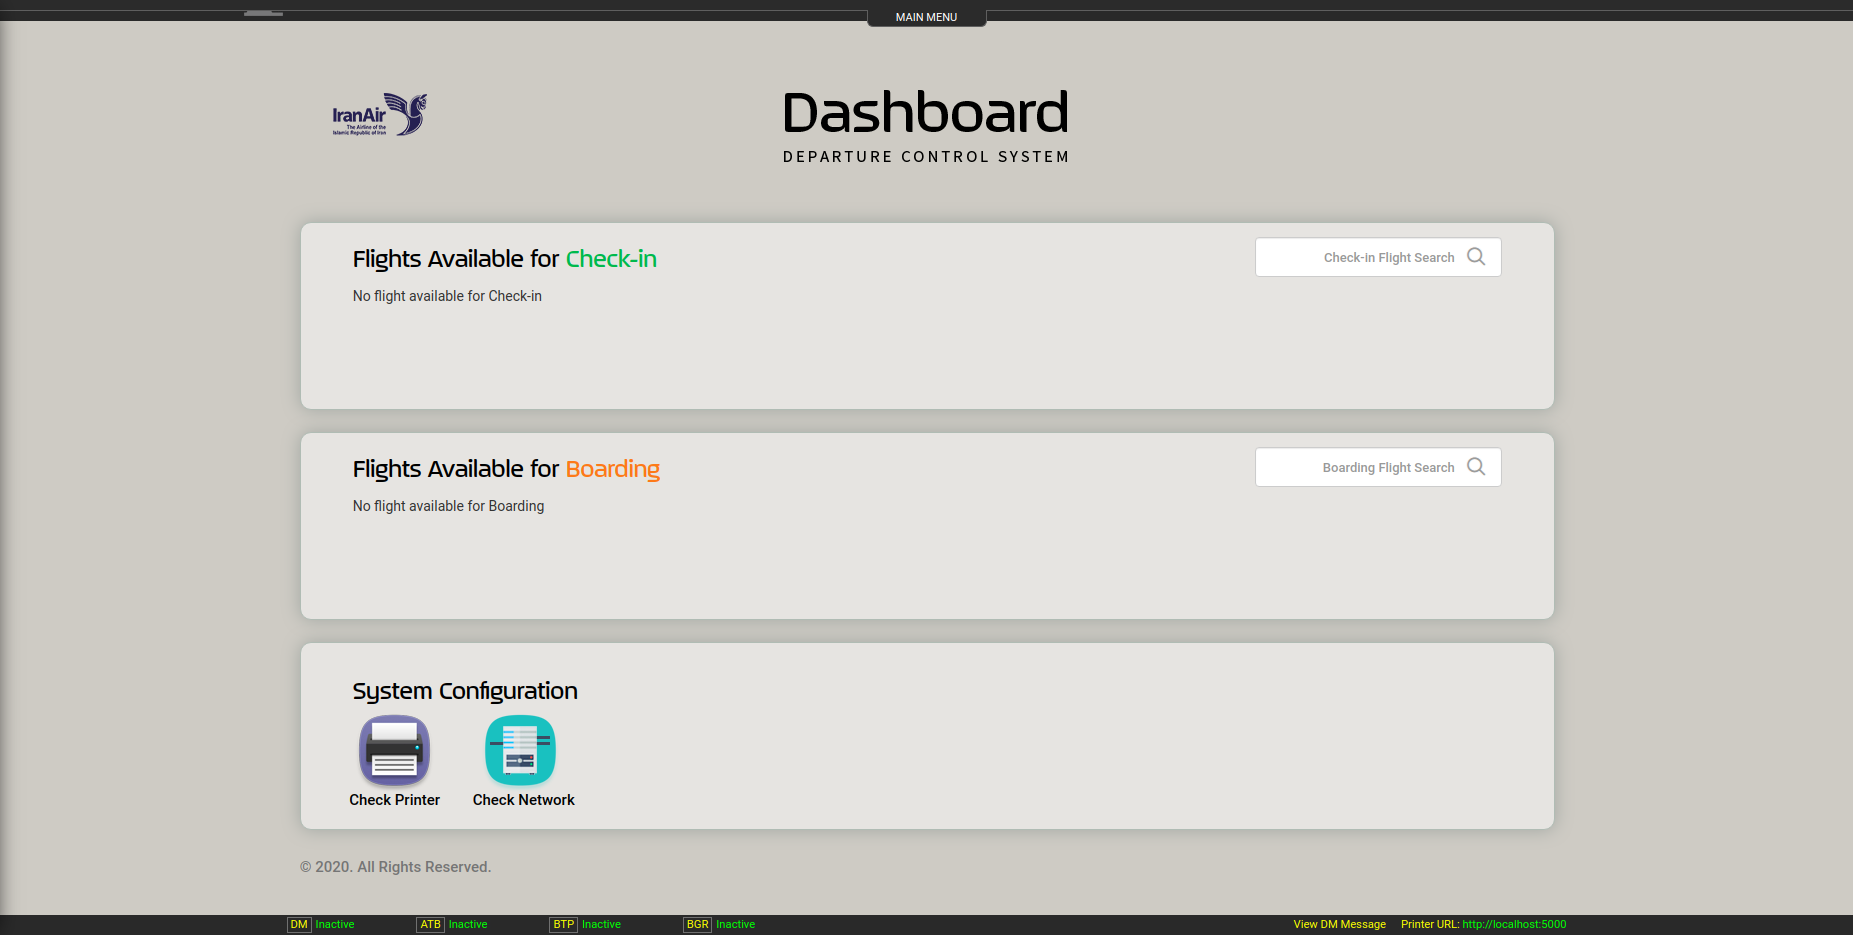 MAIN MENU
IranAir
The Airline of the
Islamic Republic of Iran
Dashboard
DEPARTURE CONTROL SYSTEM
Flights Available for Check-in
Check-in Flight Search
No flight available for Check-in
Flights Available for Boarding
Boarding Flight Search
No flight available for Boarding
System Configuration
Check Printer Check Network
© 2020. All Rights Reserved.
DM Inactive ATB Inactive BTP Inactive BGR Inactive View DM Message Printer URL: http://localhost:5000